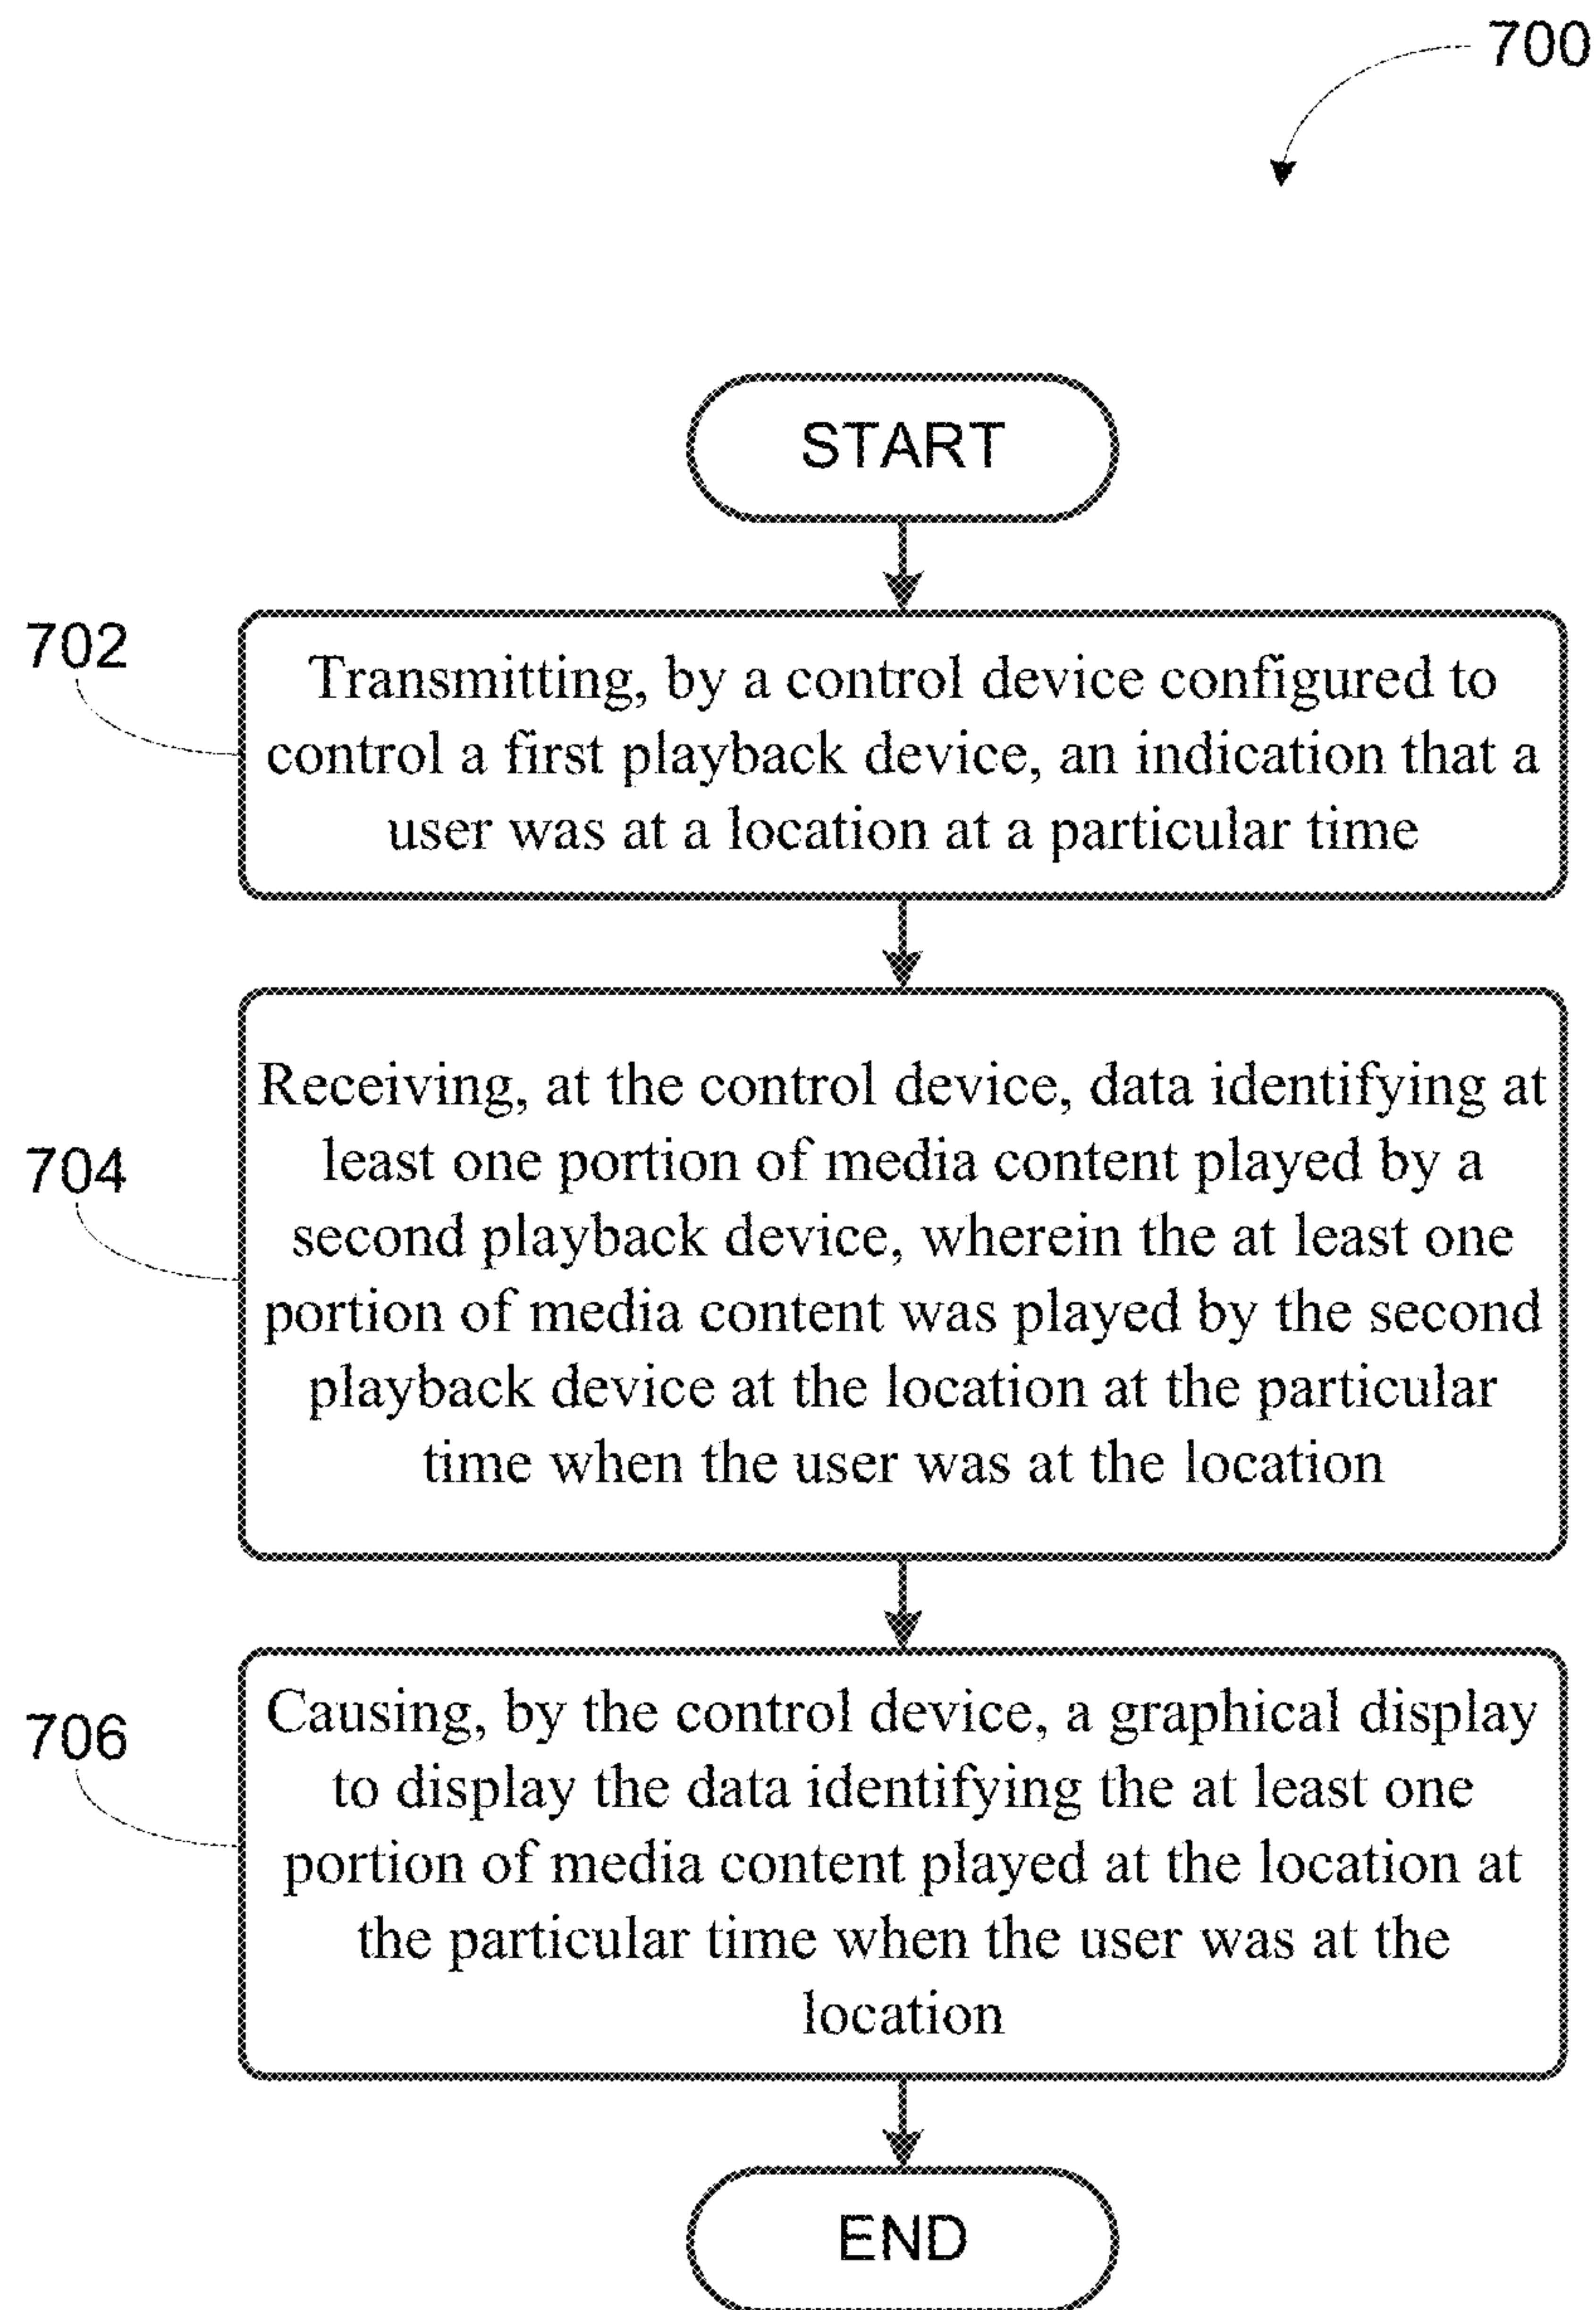 700
START
702
Transmitting, by a control device configured to
control a first playback device, an indication that a
user was at a location at a particular time
704
Receiving, at the control device, data identifying at
least one portion of media content played by a
second playback device, wherein the at least one
portion of media content was played by the second
playback device at the location at the particular
time when the user was at the location
706
Causing, by the control device, a graphical display
to display the data identifying the at least one
portion of media content played at the location at
the particular time when the user was at the
location
END